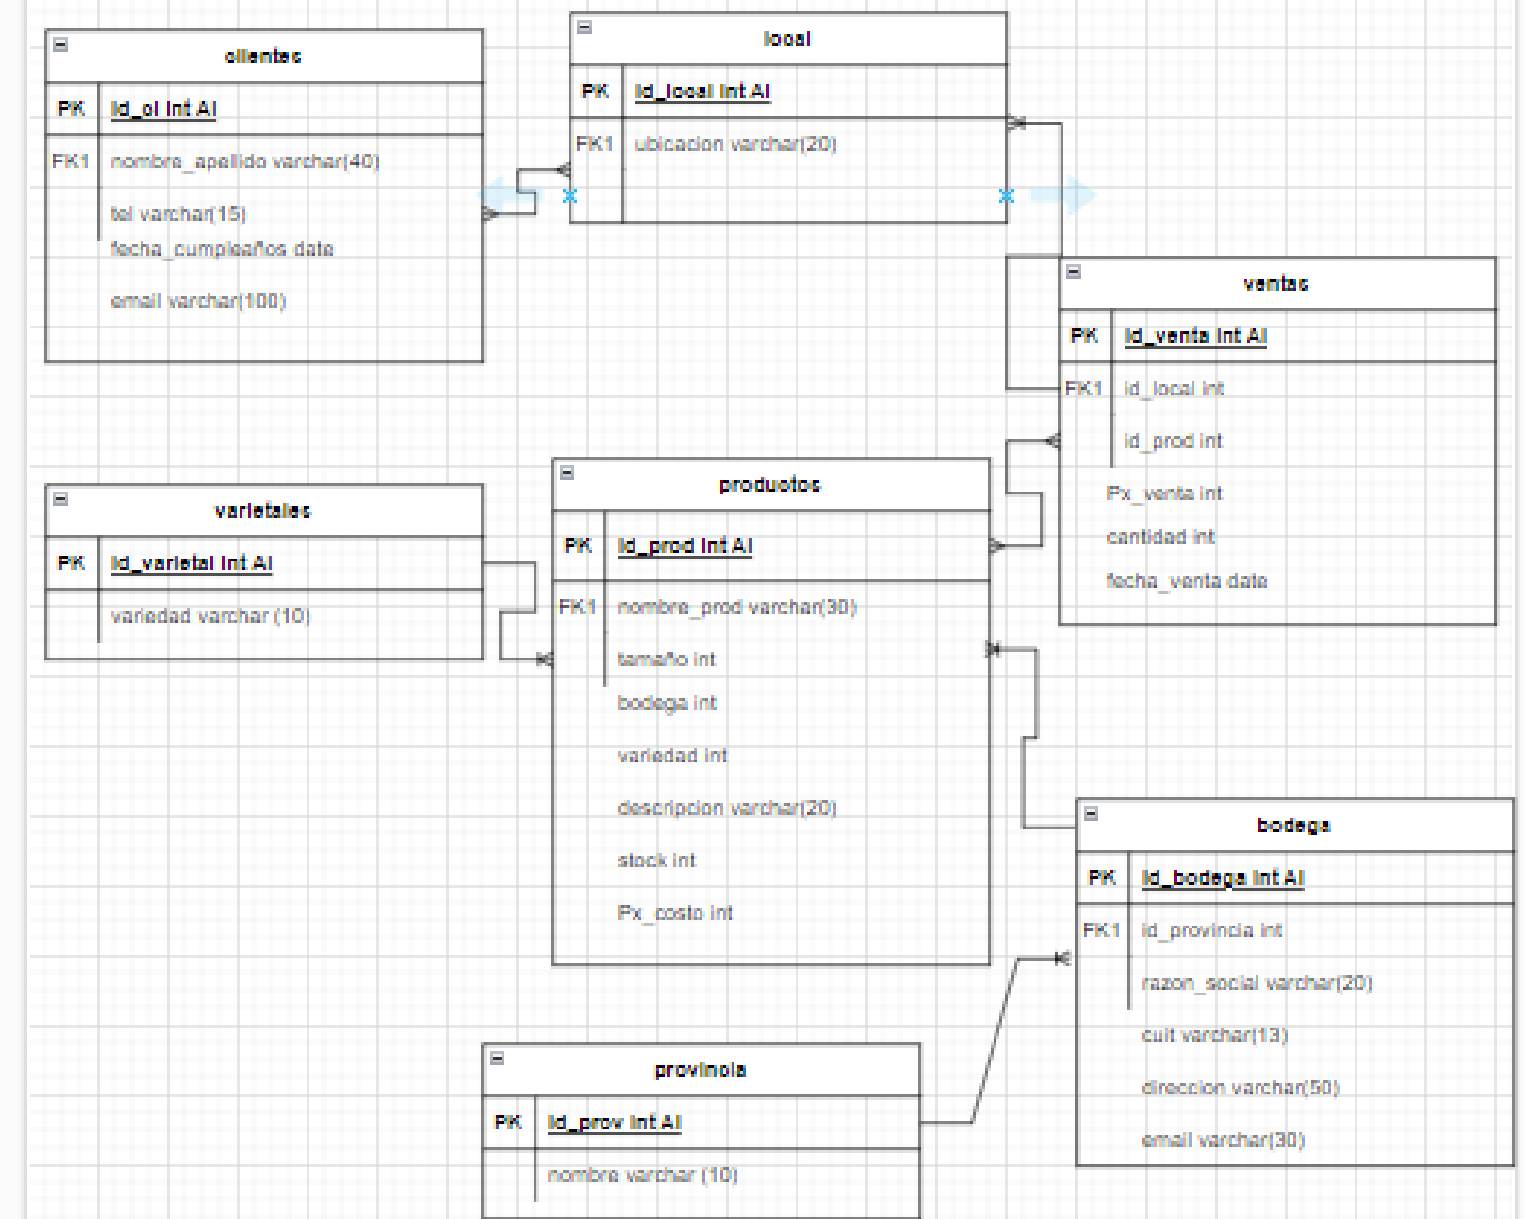 clientes
PK id_cl int AI
FK1 nombre_apellido varchar(40)
tel varchar(15)
fecha_cumpleaños date
email varchar(100)
local
PK id_local int AI
FK1 ubicacion varchar(20)
ventas
PK id_venta int AI
FK1 id_local int
id_prod int
Px_venta int
cantidad int
fecha_venta date
varietales
PK id_varietal int AI
variedad varchar (10)
productos
PK id_prod int AI
FK1 nombre_prod varchar(30)
tamaño int
bodega int
variedad int
descripcion varchar(20)
stock int
Px_costo int
bodega
PK id_bodega int AI
FK1 id_provincia int
razon_social varchar(20)
cuit varchar(13)
direccion varchar(50)
email varchar(30)
provincia
PK id_prov int AI
nombre varchar (10)